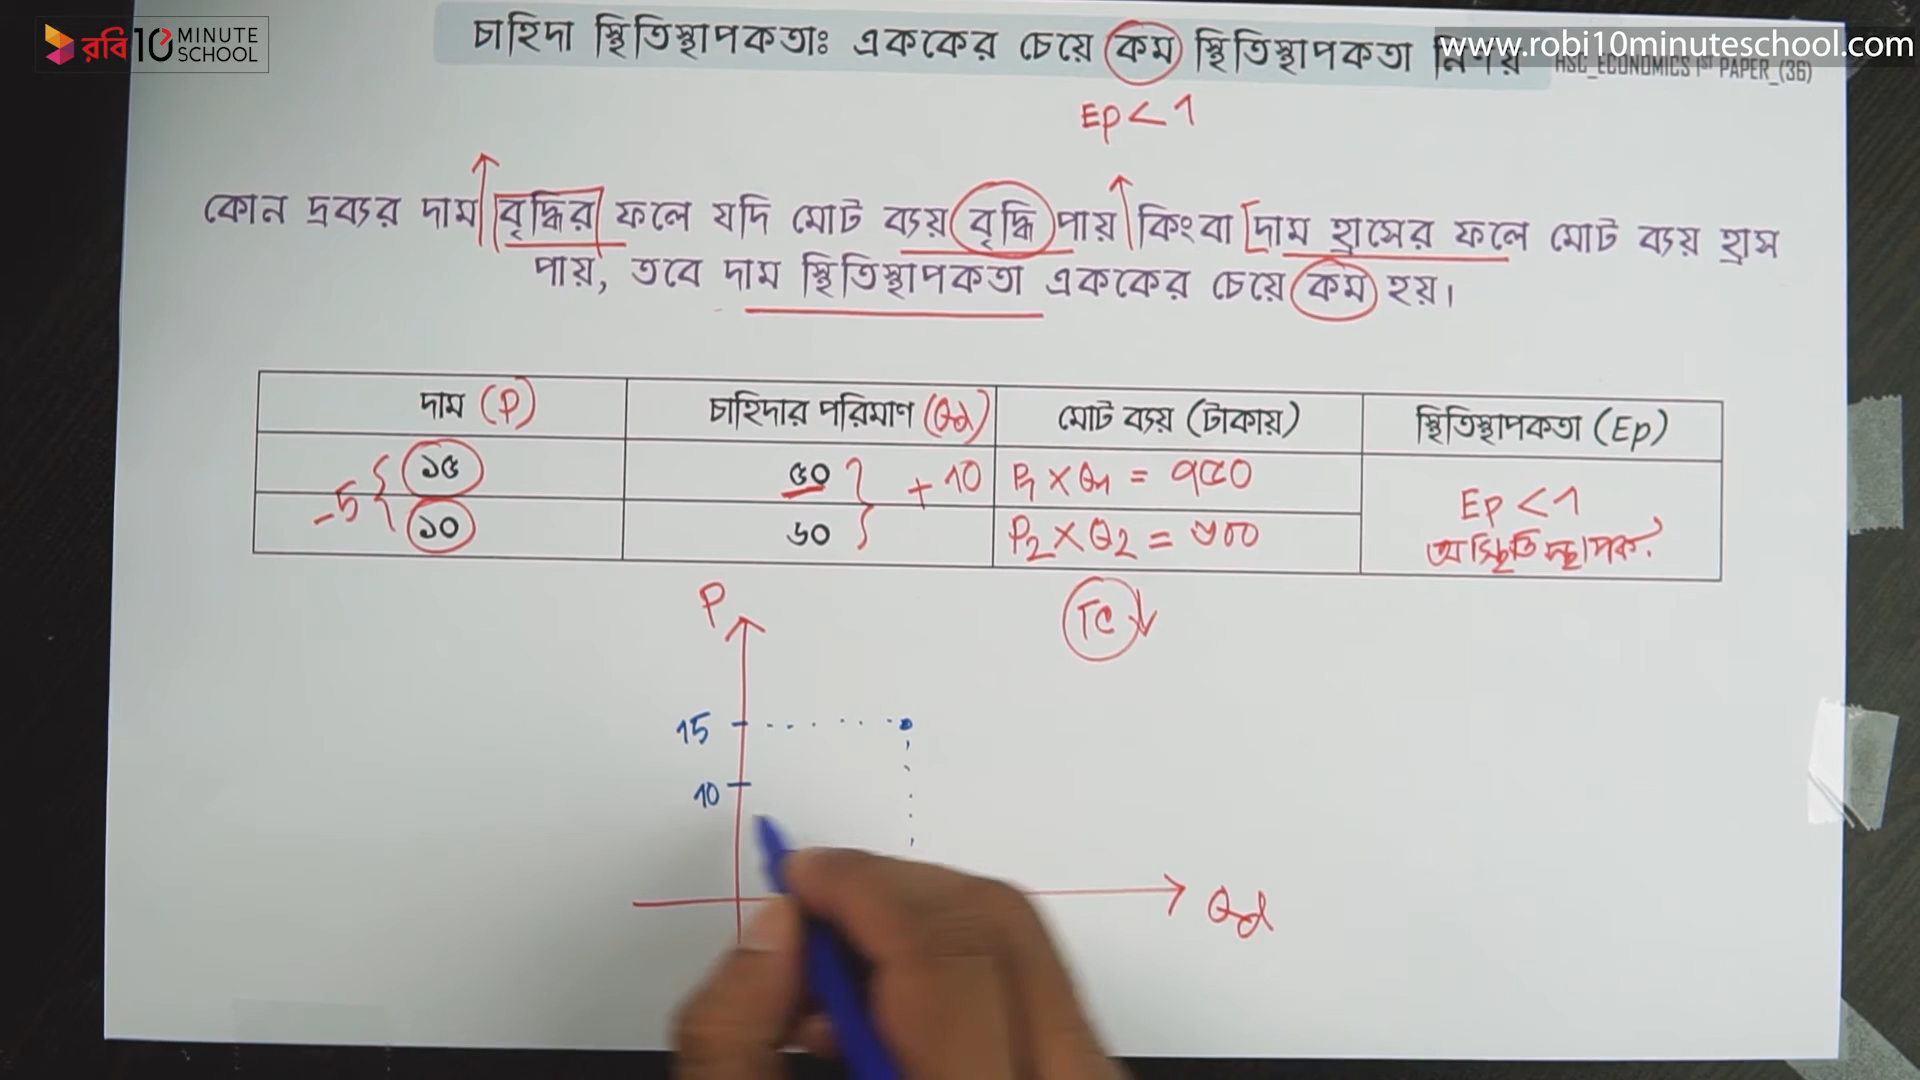 রবি 10 MINUTE SCHOOL
www.robi10minuteschool.com
চাহিদা স্থিতিস্থাপকতাঃ এককের চেয়ে কম স্থিতিস্থাপকতা নির্ণয়
HSC_ECONOMICS 1ST PAPER_(36)
Ep < 1
কোন দ্রব্যর দাম বৃদ্ধির ফলে যদি মোট ব্যয় বৃদ্ধি পায় কিংবা দাম হ্রাসের ফলে মোট ব্যয় হ্রাস
পায়, তবে দাম স্থিতিস্থাপকতা এককের চেয়ে কম হয়।
দাম (P) চাহিদার পরিমাণ (Qd) মোট ব্যয় (টাকায়) স্থিতিস্থাপকতা (Ep)
১৫ ৫০ P1 × Q1 = ৭৫০
-5 +10 Ep < 1
১০ ৬০ P2 × Q2 = ৬০০ অস্থিতিস্থাপক
P
TC↓
15
10
Qd